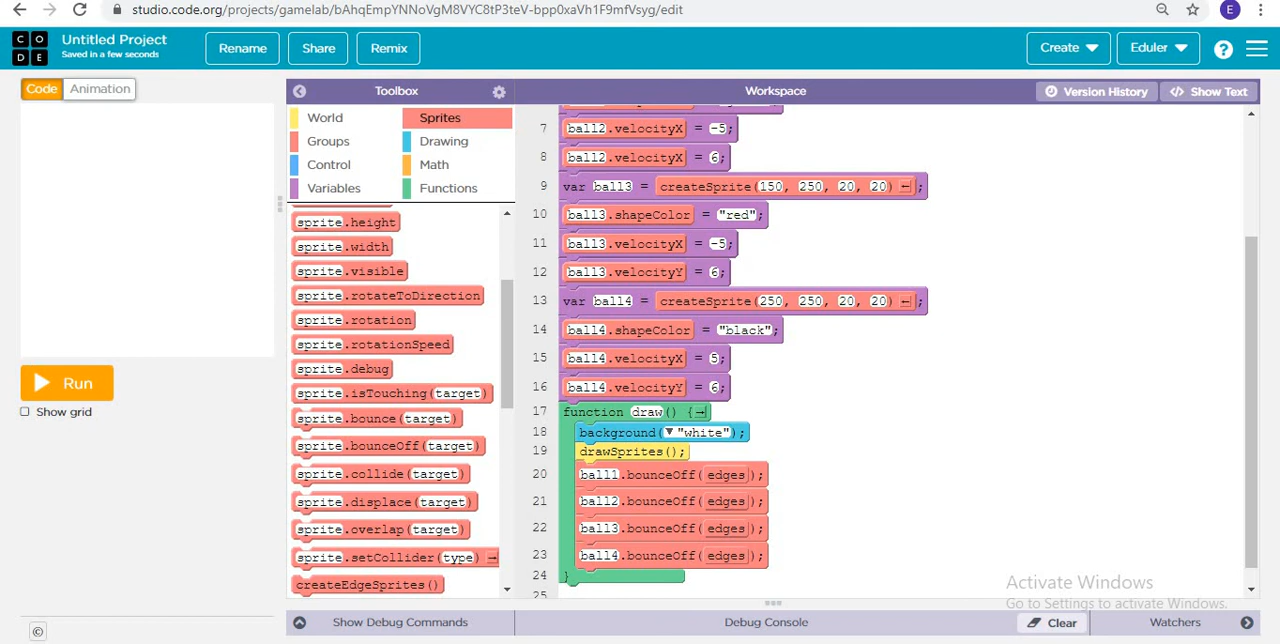 studio.code.org/projects/gamelab/bAhqEmpYNNoVgM8VYC8tP3teV-bpp0xaVh1F9mfVsyg/edit
E
C O D E
Untitled Project
Saved in a few seconds
Rename
Share
Remix
Create
Eduler
?
Code
Animation
Toolbox
Workspace
Version History
</> Show Text
World
Sprites
Groups
Drawing
Control
Math
Variables
Functions
sprite.height
sprite.width
sprite.visible
sprite.rotateToDirection
sprite.rotation
sprite.rotationSpeed
sprite.debug
sprite.isTouching(target)
sprite.bounce(target)
sprite.bounceOff(target)
sprite.collide(target)
sprite.displace(target)
sprite.overlap(target)
sprite.setCollider(type)
createEdgeSprites()
7 ball2.velocityX = -5;
8 ball2.velocityX = 6;
9 var ball3 = createSprite(150, 250, 20, 20);
10 ball3.shapeColor = "red";
11 ball3.velocityX = -5;
12 ball3.velocityY = 6;
13 var ball4 = createSprite(250, 250, 20, 20);
14 ball4.shapeColor = "black";
15 ball4.velocityX = 5;
16 ball4.velocityY = 6;
17 function draw() {
18 background("white");
19 drawSprites();
20 ball1.bounceOff(edges);
21 ball2.bounceOff(edges);
22 ball3.bounceOff(edges);
23 ball4.bounceOff(edges);
24 }
25
Run
Show grid
Activate Windows
Go to Settings to activate Windows.
©
Show Debug Commands
Debug Console
Clear
Watchers